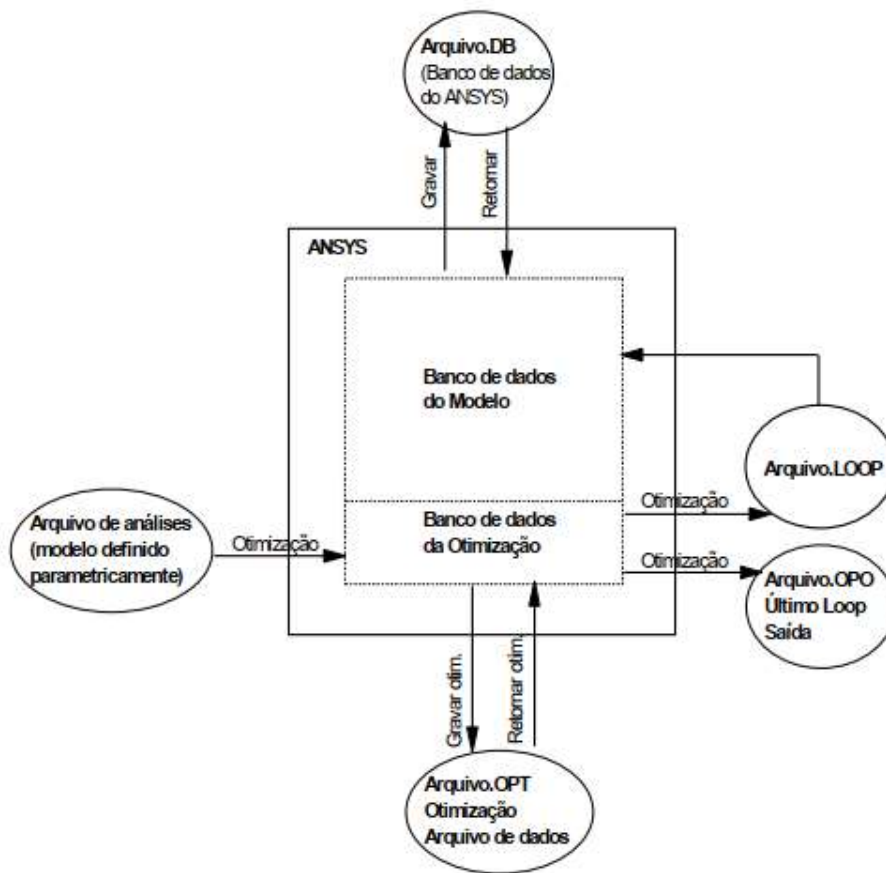 Arquivo.DB
(Banco de dados
do ANSYS)
Gravar
Retornar
ANSYS
Banco de dados
do Modelo
Arquivo.LOOP
Otimização
Arquivo de análises
(modelo definido
parametricamente)
Otimização
Banco de dados
da Otimização
Otimização
Arquivo.OPO
Último Loop
Saída
Gravar otim.
Retornar otim.
Arquivo.OPT
Otimização
Arquivo de dados